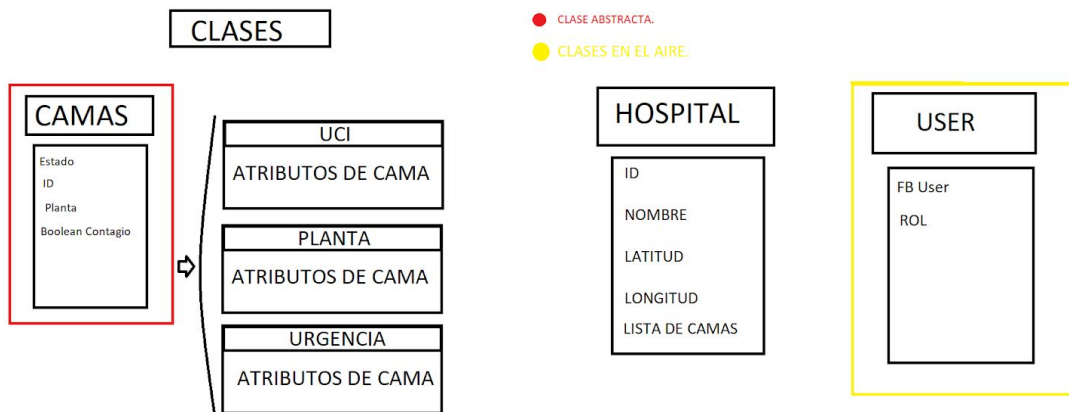 CLASES
CLASE ABSTRACTA.
CLASES EN EL AIRE.
CAMAS
Estado
ID
Planta
Boolean Contagio
UCI
ATRIBUTOS DE CAMA
PLANTA
ATRIBUTOS DE CAMA
URGENCIA
ATRIBUTOS DE CAMA
HOSPITAL
ID
NOMBRE
LATITUD
LONGITUD
LISTA DE CAMAS
USER
FB User
ROL